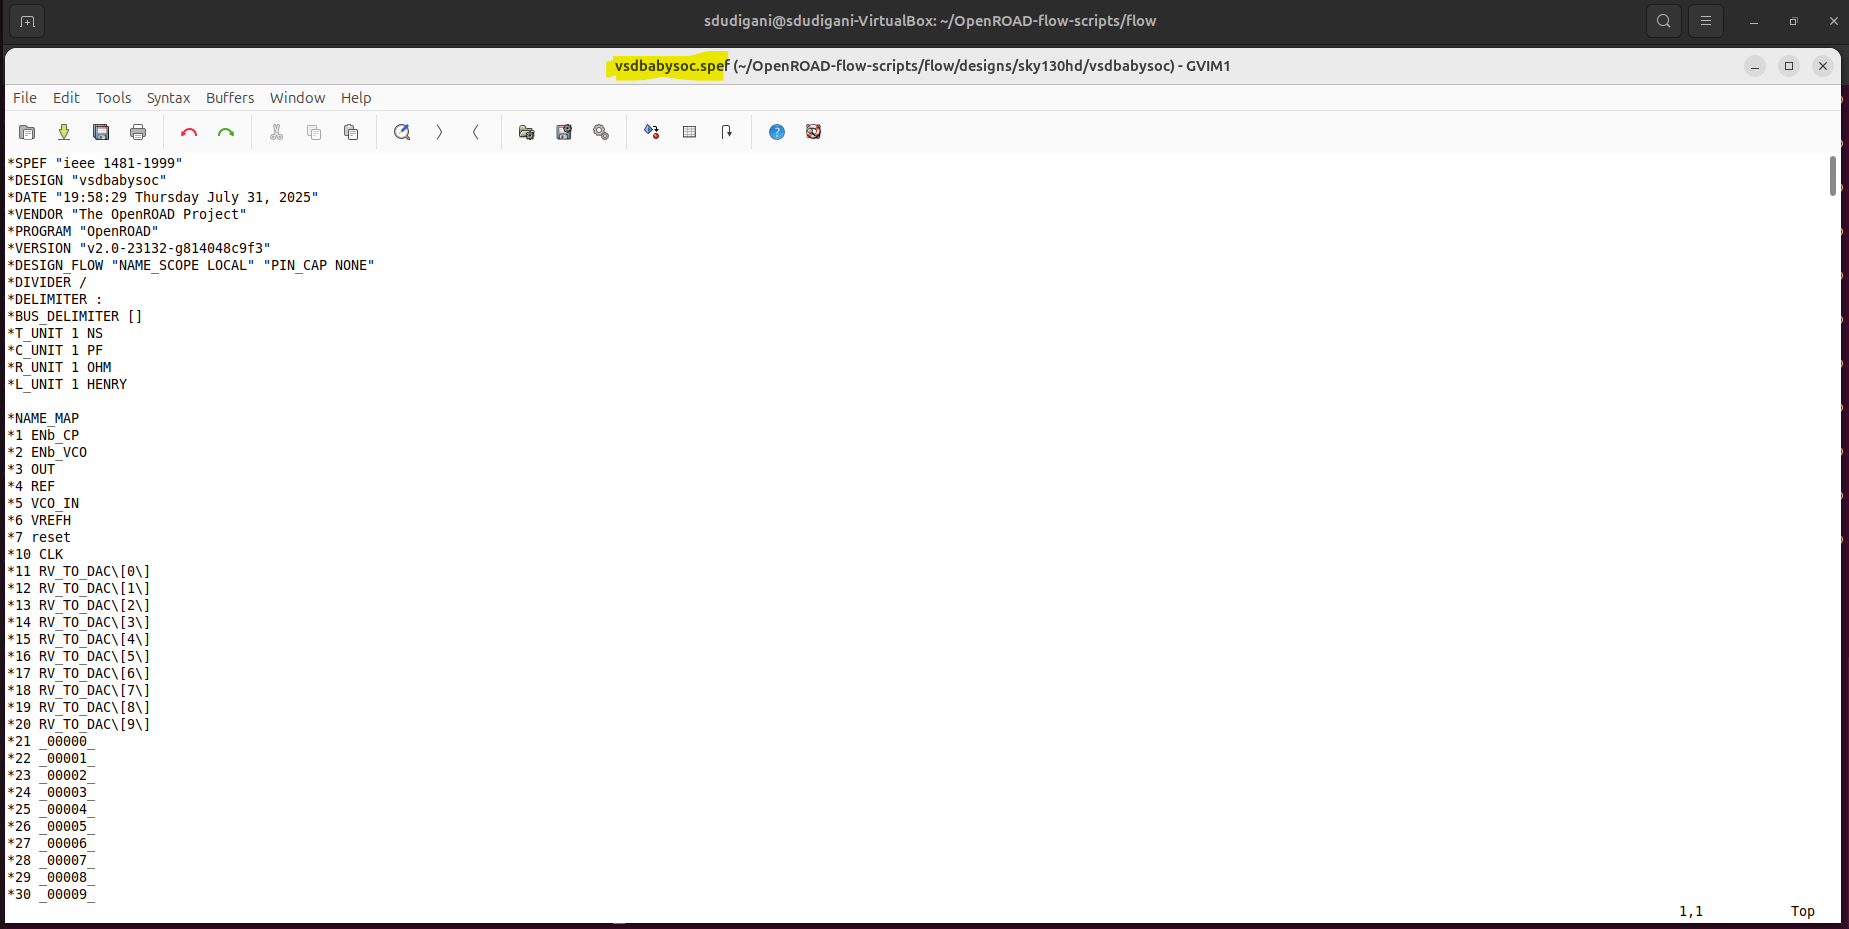 sdudigani@sdudigani-VirtualBox: ~/OpenROAD-flow-scripts/flow
vsdbabysoc.spef (~/OpenROAD-flow-scripts/flow/designs/sky130hd/vsdbabysoc) - GVIM1
File Edit Tools Syntax Buffers Window Help
*SPEF "ieee 1481-1999"
*DESIGN "vsdbabysoc"
*DATE "19:58:29 Thursday July 31, 2025"
*VENDOR "The OpenROAD Project"
*PROGRAM "OpenROAD"
*VERSION "v2.0-23132-g814048c9f3"
*DESIGN_FLOW "NAME_SCOPE LOCAL" "PIN_CAP NONE"
*DIVIDER /
*DELIMITER :
*BUS_DELIMITER []
*T_UNIT 1 NS
*C_UNIT 1 PF
*R_UNIT 1 OHM
*L_UNIT 1 HENRY
*NAME_MAP
*1 ENb_CP
*2 ENb_VCO
*3 OUT
*4 REF
*5 VCO_IN
*6 VREFH
*7 reset
*10 CLK
*11 RV_TO_DAC\[0\]
*12 RV_TO_DAC\[1\]
*13 RV_TO_DAC\[2\]
*14 RV_TO_DAC\[3\]
*15 RV_TO_DAC\[4\]
*16 RV_TO_DAC\[5\]
*17 RV_TO_DAC\[6\]
*18 RV_TO_DAC\[7\]
*19 RV_TO_DAC\[8\]
*20 RV_TO_DAC\[9\]
*21 _00000_
*22 _00001_
*23 _00002_
*24 _00003_
*25 _00004_
*26 _00005_
*27 _00006_
*28 _00007_
*29 _00008_
*30 _00009_
1,1 Top